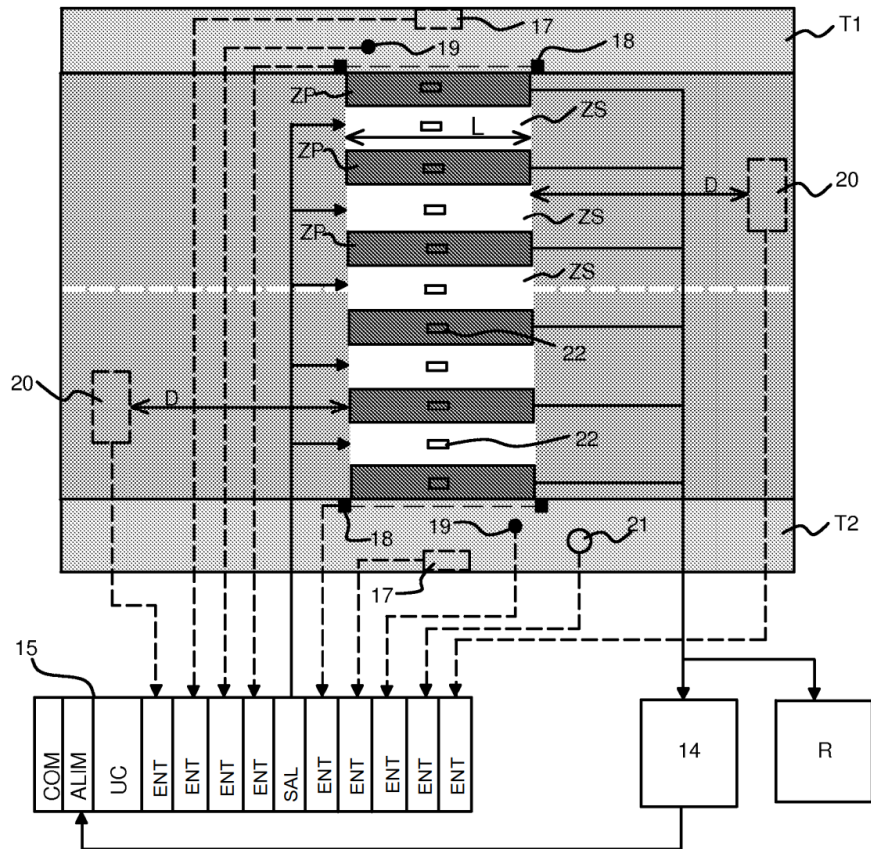 17
T1
19
18
ZP
ZS
L
ZP
D
20
ZS
ZP
ZS
22
20
D
22
18
19
21
T2
17
15
COM
ALIM
UC
ENT
ENT
ENT
ENT
SAL
ENT
ENT
ENT
ENT
ENT
14
R